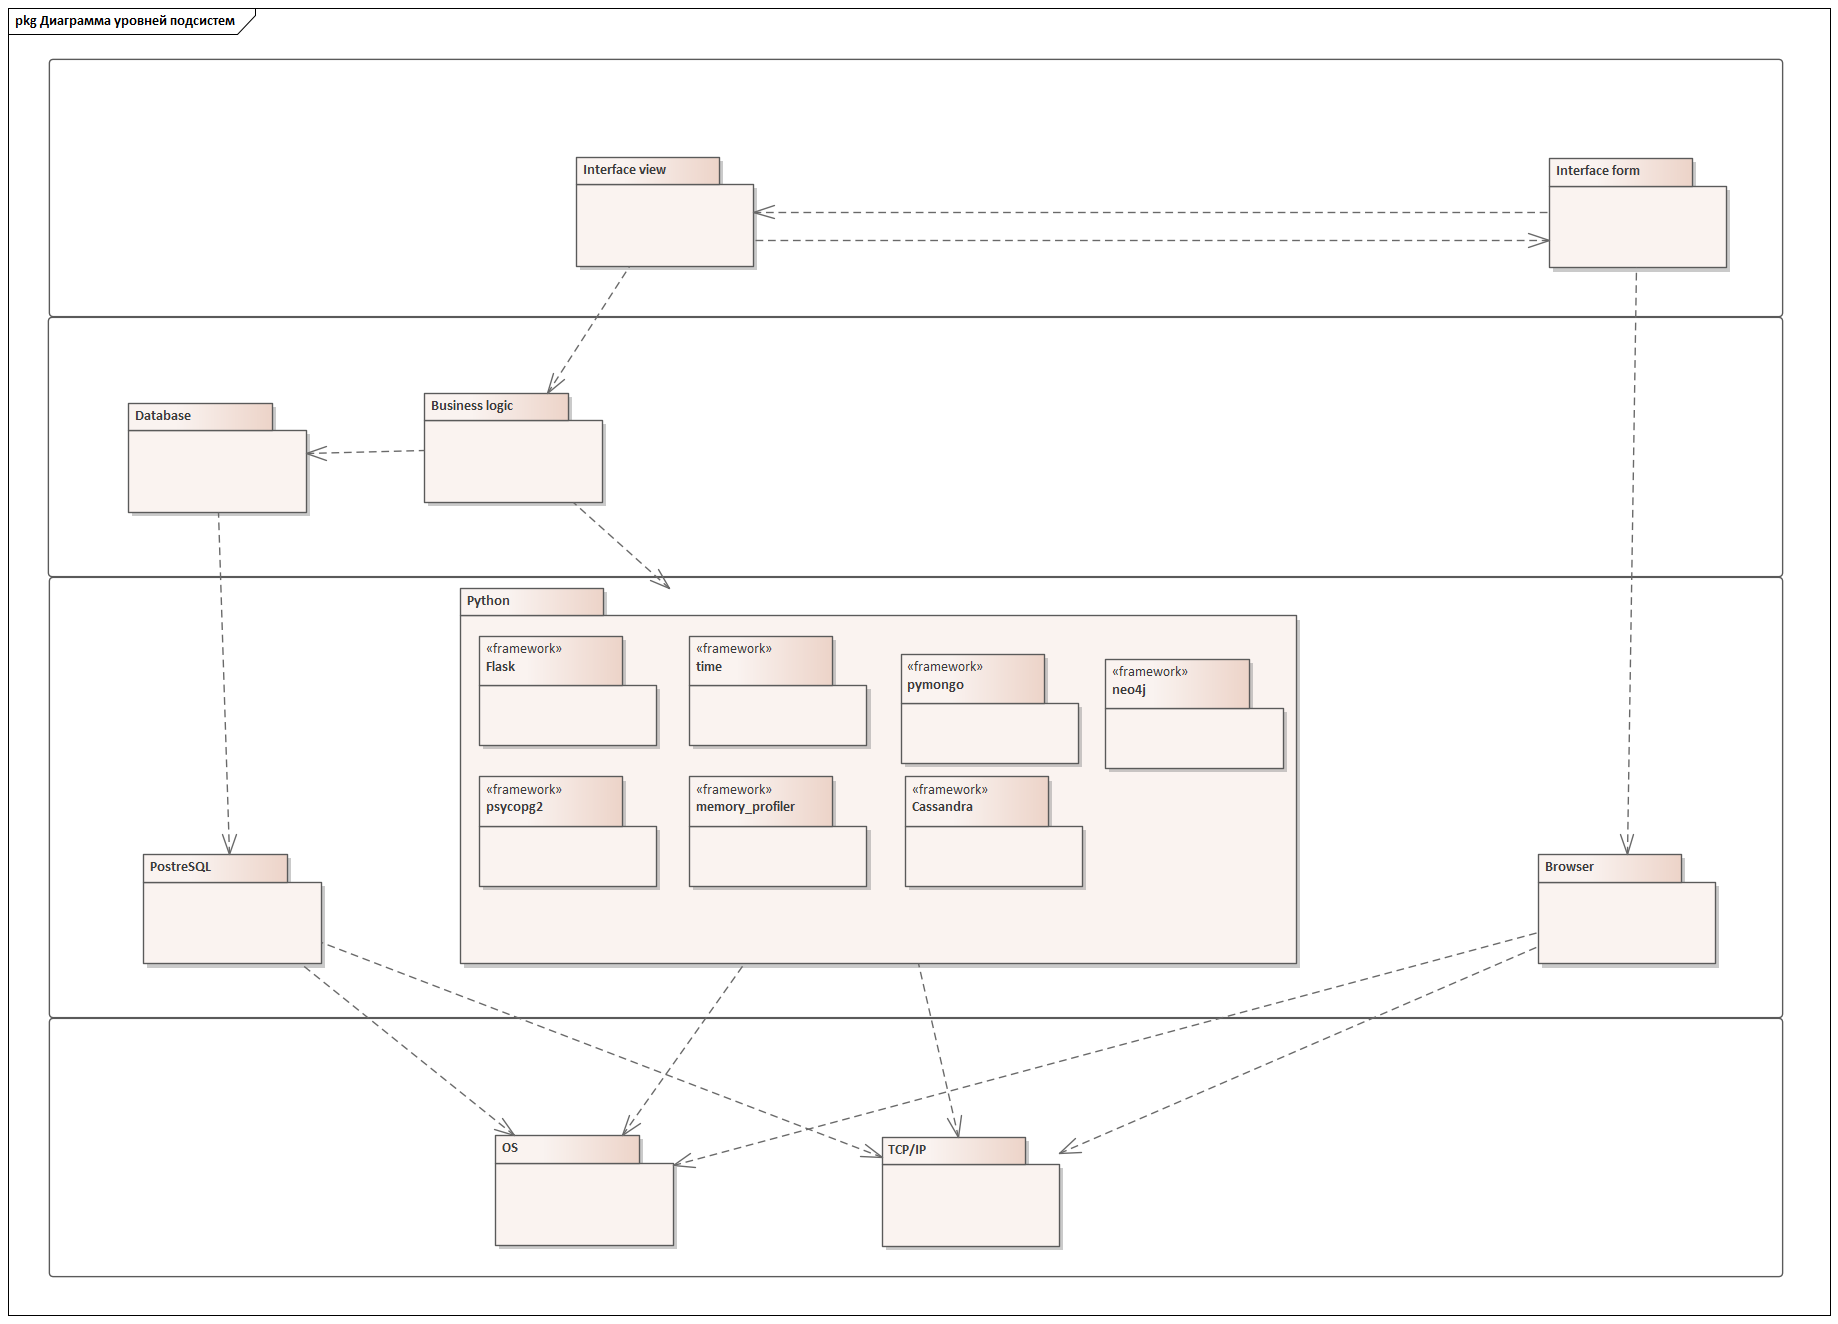 pkg Диаграмма уровней подсистем
Interface view
Interface form
Database
Business logic
Python
«framework»
Flask
«framework»
time
«framework»
pymongo
«framework»
neo4j
«framework»
psycopg2
«framework»
memory_profiler
«framework»
Cassandra
PostreSQL
Browser
OS
TCP/IP